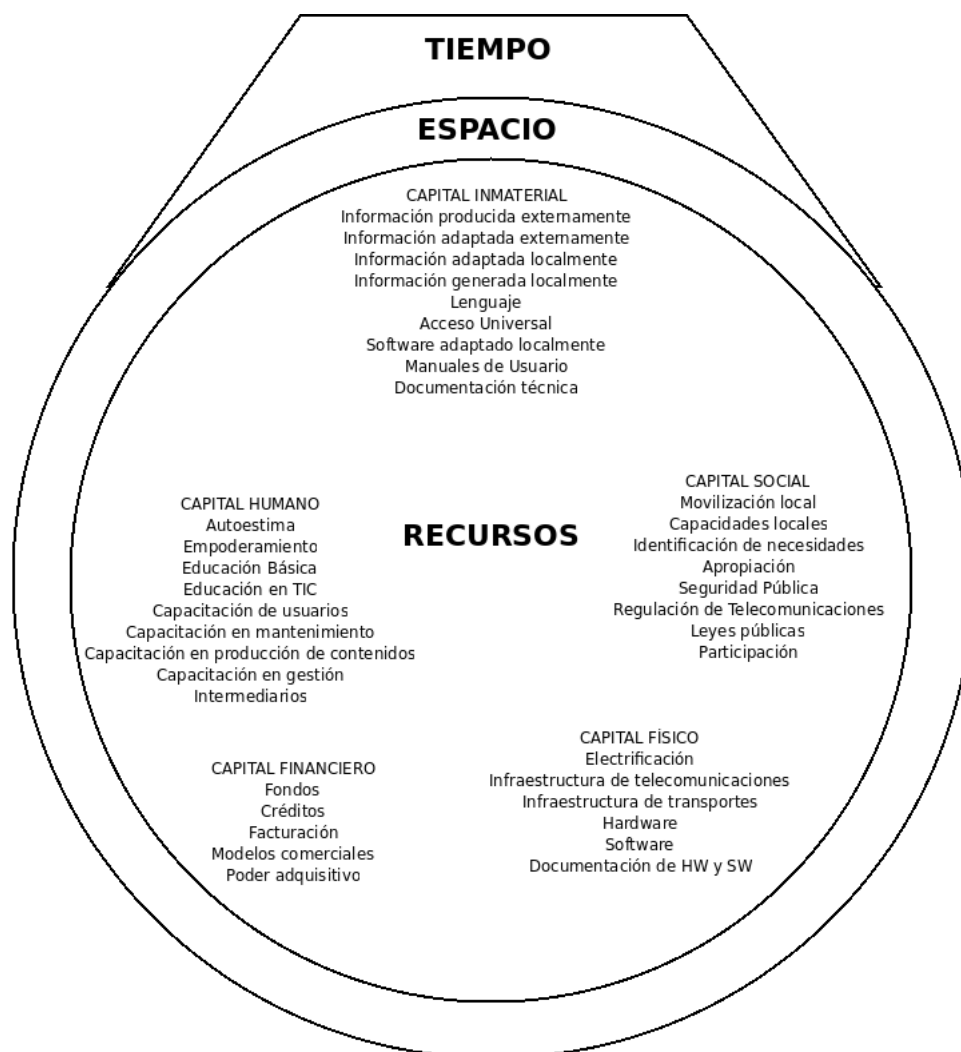 TIEMPO
ESPACIO
CAPITAL INMATERIAL
Información producida externamente
Información adaptada externamente
Información adaptada localmente
Información generada localmente
Lenguaje
Acceso Universal
Software adaptado localmente
Manuales de Usuario
Documentación técnica
CAPITAL HUMANO
Autoestima
Empoderamiento
Educación Básica
Educación en TIC
Capacitación de usuarios
Capacitación en mantenimiento
Capacitación en producción de contenidos
Capacitación en gestión
Intermediarios
RECURSOS
CAPITAL SOCIAL
Movilización local
Capacidades locales
Identificación de necesidades
Apropiación
Seguridad Pública
Regulación de Telecomunicaciones
Leyes públicas
Participación
CAPITAL FINANCIERO
Fondos
Créditos
Facturación
Modelos comerciales
Poder adquisitivo
CAPITAL FÍSICO
Electrificación
Infraestructura de telecomunicaciones
Infraestructura de transportes
Hardware
Software
Documentación de HW y SW